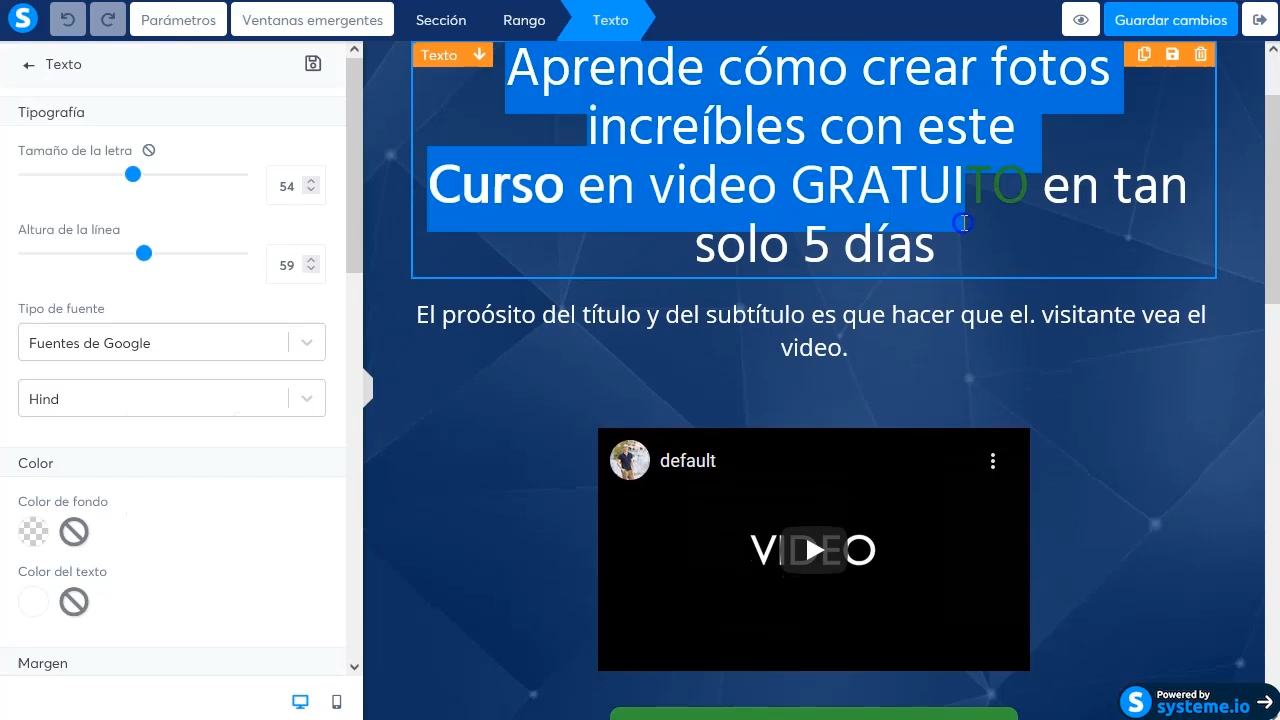 S
Parámetros
Ventanas emergentes
Sección
Rango
Texto
Guardar cambios
Texto
Tipografía
Tamaño de la letra
54
Altura de la línea
59
Tipo de fuente
Fuentes de Google
Hind
Color
Color de fondo
Color del texto
Margen
Texto
Aprende cómo crear fotos
increíbles con este
Curso en video GRATUITO en tan
solo 5 días
El proósito del título y del subtítulo es que hacer que el. visitante vea el
video.
default
VIDEO
S
Powered by
systeme.io